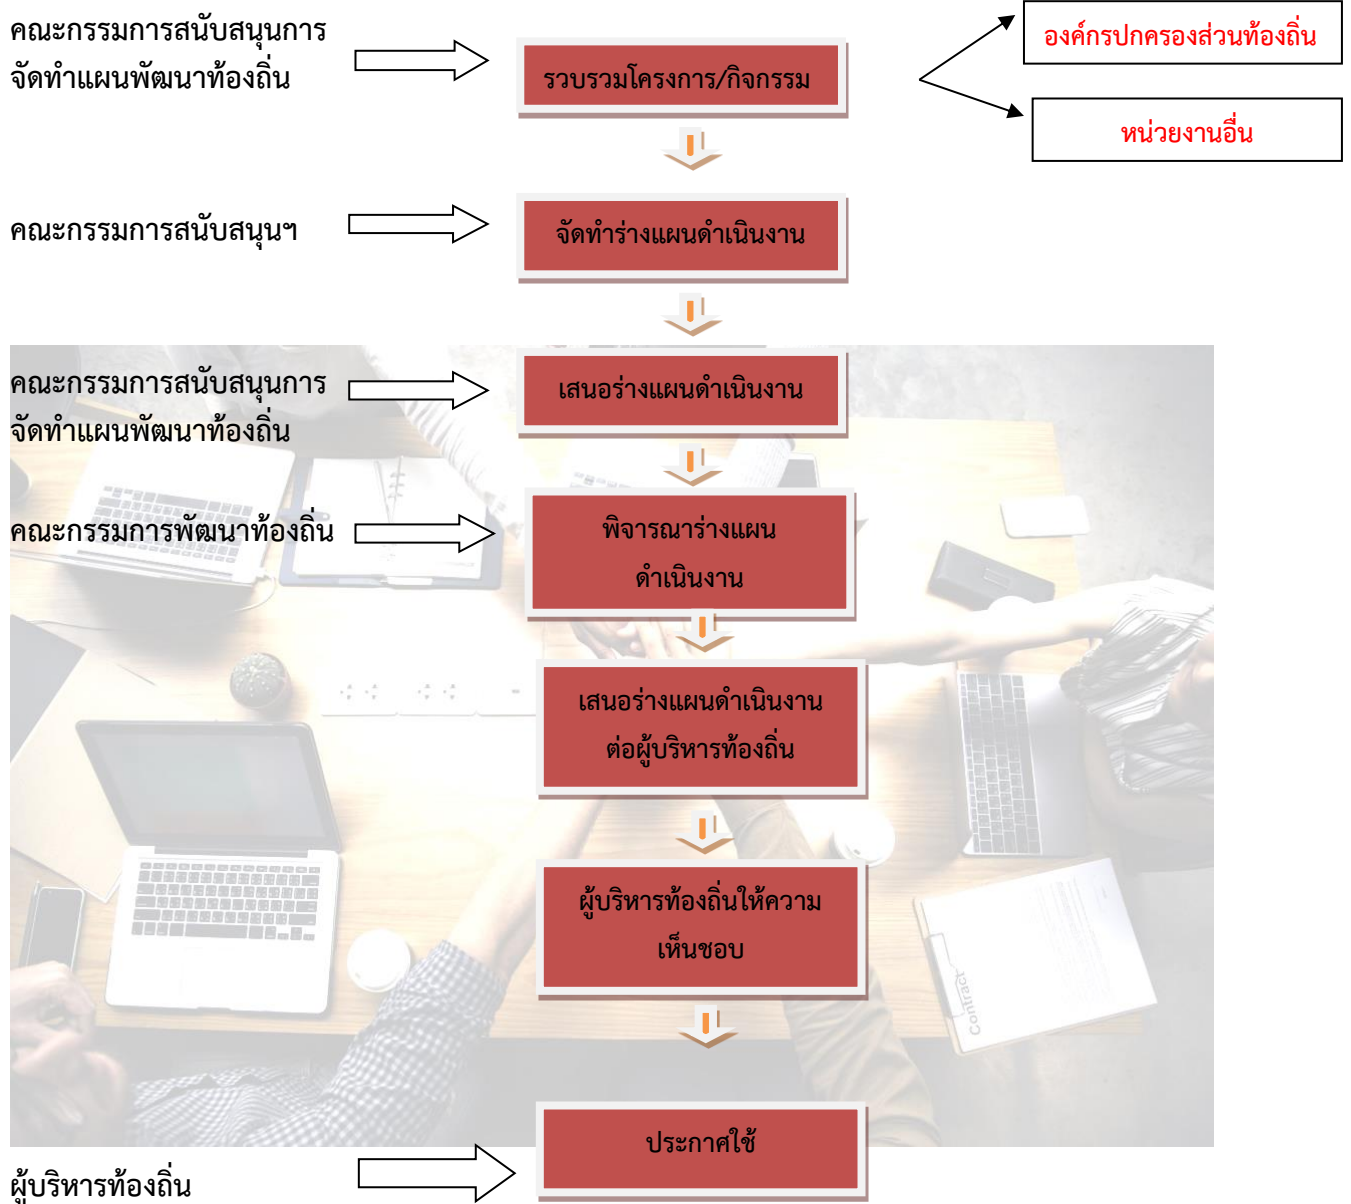 คณะกรรมการสนับสนุนการ
จัดทำแผนพัฒนาท้องถิ่น
รวบรวมโครงการ/กิจกรรม
องค์กรปกครองส่วนท้องถิ่น
หน่วยงานอื่น
คณะกรรมการสนับสนุนฯ
จัดทำร่างแผนดำเนินงาน
คณะกรรมการสนับสนุนการ
จัดทำแผนพัฒนาท้องถิ่น
เสนอร่างแผนดำเนินงาน
คณะกรรมการพัฒนาท้องถิ่น
พิจารณาร่างแผน
ดำเนินงาน
เสนอร่างแผนดำเนินงาน
ต่อผู้บริหารท้องถิ่น
ผู้บริหารท้องถิ่นให้ความ
เห็นชอบ
Contract
ประกาศใช้
ผู้บริหารท้องถิ่น